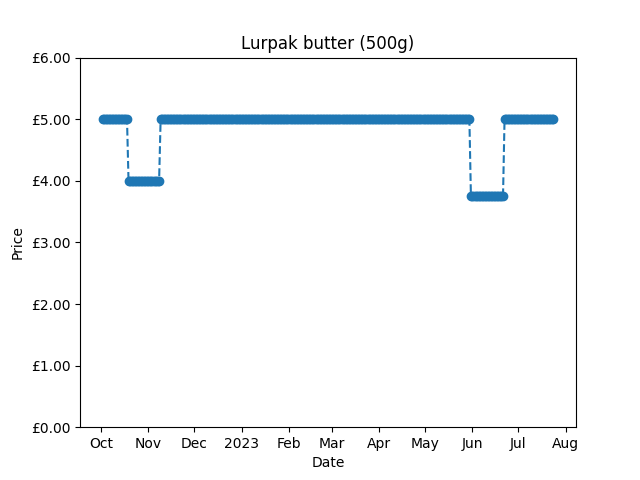 Lurpak butter (500g)
£6.00
£5.00
£4.00
£3.00
£2.00
£1.00
£0.00
Price
Oct Nov Dec 2023 Feb Mar Apr May Jun Jul Aug
Date